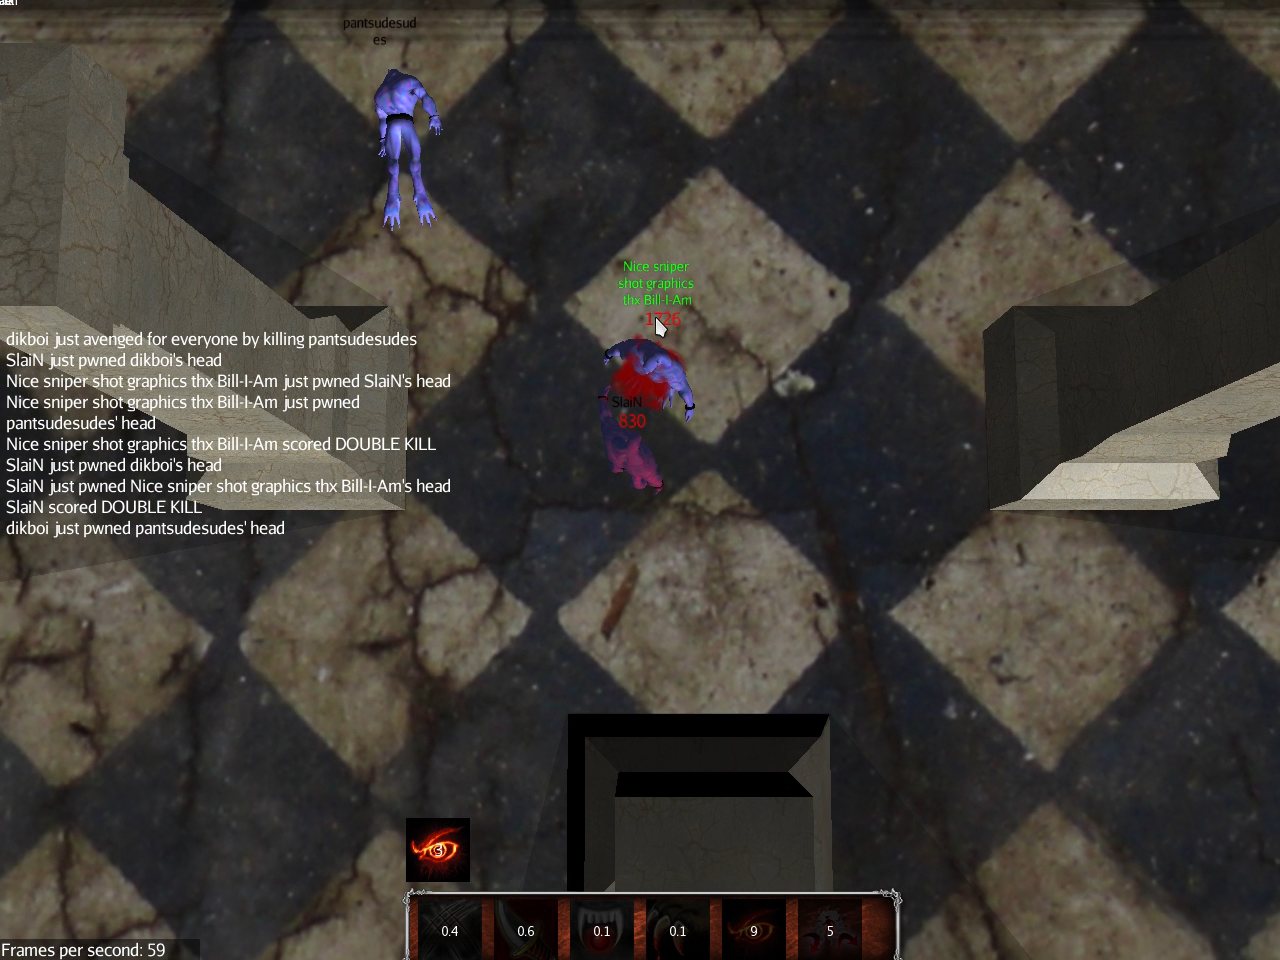 pantsudesud
es
Nice sniper
shot graphics
thx Bill-I-Am
1726
dikboi just avenged for everyone by killing pantsudesudes
SlaiN just pwned dikboi's head
Nice sniper shot graphics thx Bill-I-Am just pwned SlaiN's head
Nice sniper shot graphics thx Bill-I-Am just pwned
pantsudesudes' head
Nice sniper shot graphics thx Bill-I-Am scored DOUBLE KILL
SlaiN just pwned dikboi's head
SlaiN just pwned Nice sniper shot graphics thx Bill-I-Am's head
SlaiN scored DOUBLE KILL
dikboi just pwned pantsudesudes' head
SlaiN
830
3
0.4 0.6 0.1 0.1 9 5
Frames per second: 59